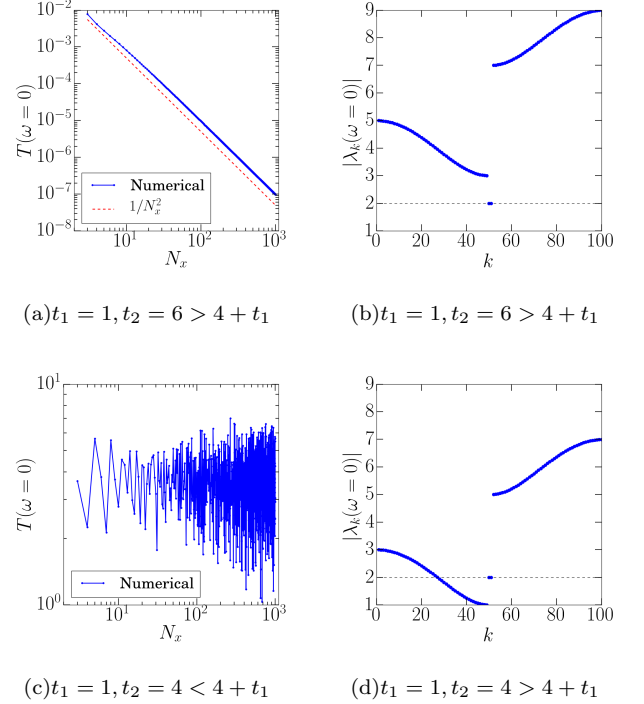 10^{-2}
10^{-3}
10^{-4}
10^{-5}
10^{-6}
10^{-7}
10^{-8}
T(ω = 0)
Numerical
1/N_x^2
10^1 10^2 10^3
N_x
(a)t_1 = 1, t_2 = 6 > 4 + t_1
9
8
7
6
5
4
3
2
1
|λ_k(ω = 0)|
0 20 40 60 80 100
k
(b)t_1 = 1, t_2 = 6 > 4 + t_1
10^1
10^0
T(ω = 0)
Numerical
10^1 10^2 10^3
N_x
(c)t_1 = 1, t_2 = 4 < 4 + t_1
9
8
7
6
5
4
3
2
1
|λ_k(ω = 0)|
0 20 40 60 80 100
k
(d)t_1 = 1, t_2 = 4 > 4 + t_1